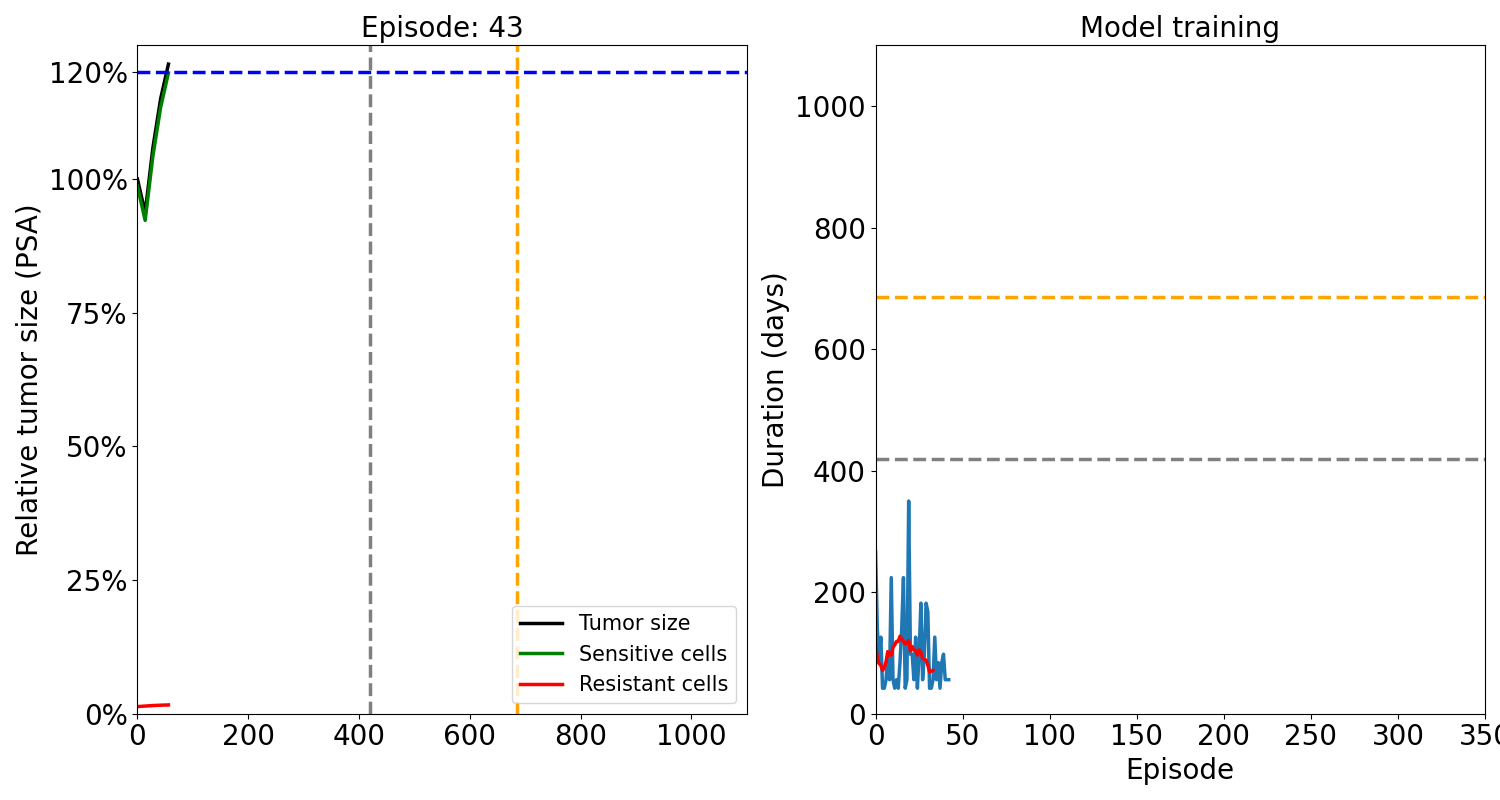 Episode: 43
Relative tumor size (PSA)
120%
100%
75%
50%
25%
0%
0 200 400 600 800 1000
Tumor size
Sensitive cells
Resistant cells
Model training
Duration (days)
1000
800
600
400
200
0
0 50 100 150 200 250 300 350
Episode